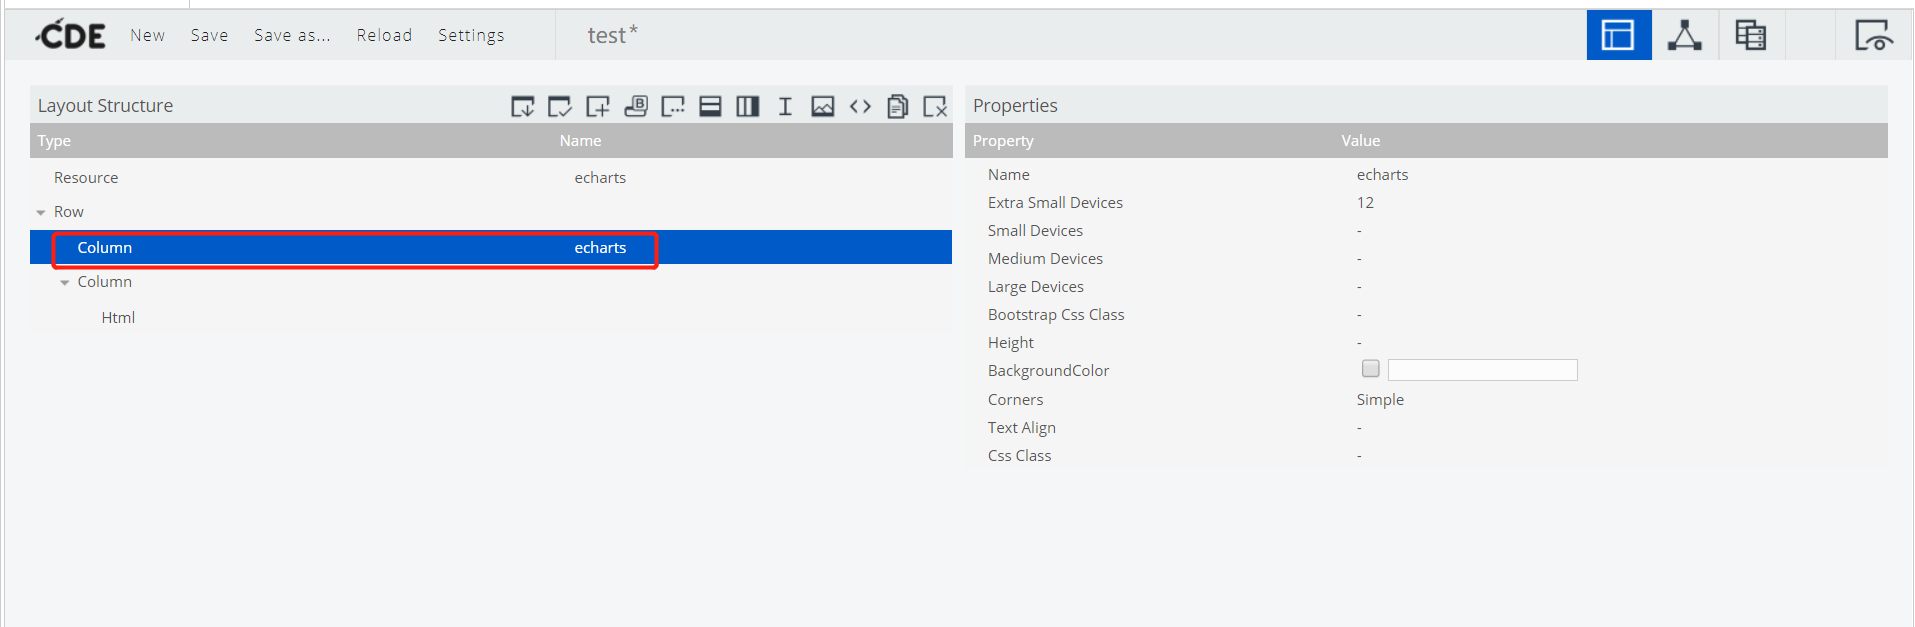 CDE New Save Save as... Reload Settings test*
Layout Structure
Type Name
Resource echarts
Row
Column echarts
Column
Html
Properties
Property Value
Name echarts
Extra Small Devices 12
Small Devices -
Medium Devices -
Large Devices -
Bootstrap Css Class -
Height -
BackgroundColor
Corners Simple
Text Align -
Css Class -